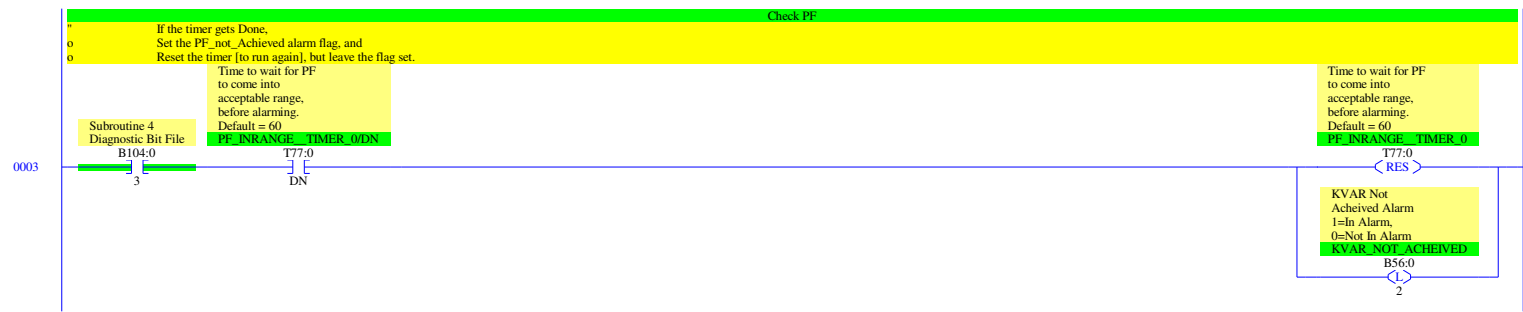 Check PF
" If the timer gets Done,
o Set the PF_not_Achieved alarm flag, and
o Reset the timer [to run again], but leave the flag set.
Time to wait for PF
to come into
acceptable range,
before alarming.
Default = 60
PF_INRANGE__TIMER_0/DN
Subroutine 4
Diagnostic Bit File
B104:0
3
T77:0
DN
0003
Time to wait for PF
to come into
acceptable range,
before alarming.
Default = 60
PF_INRANGE__TIMER_0
T77:0
RES
KVAR Not
Acheived Alarm
1=In Alarm,
0=Not In Alarm
KVAR_NOT_ACHEIVED
B56:0
L
2